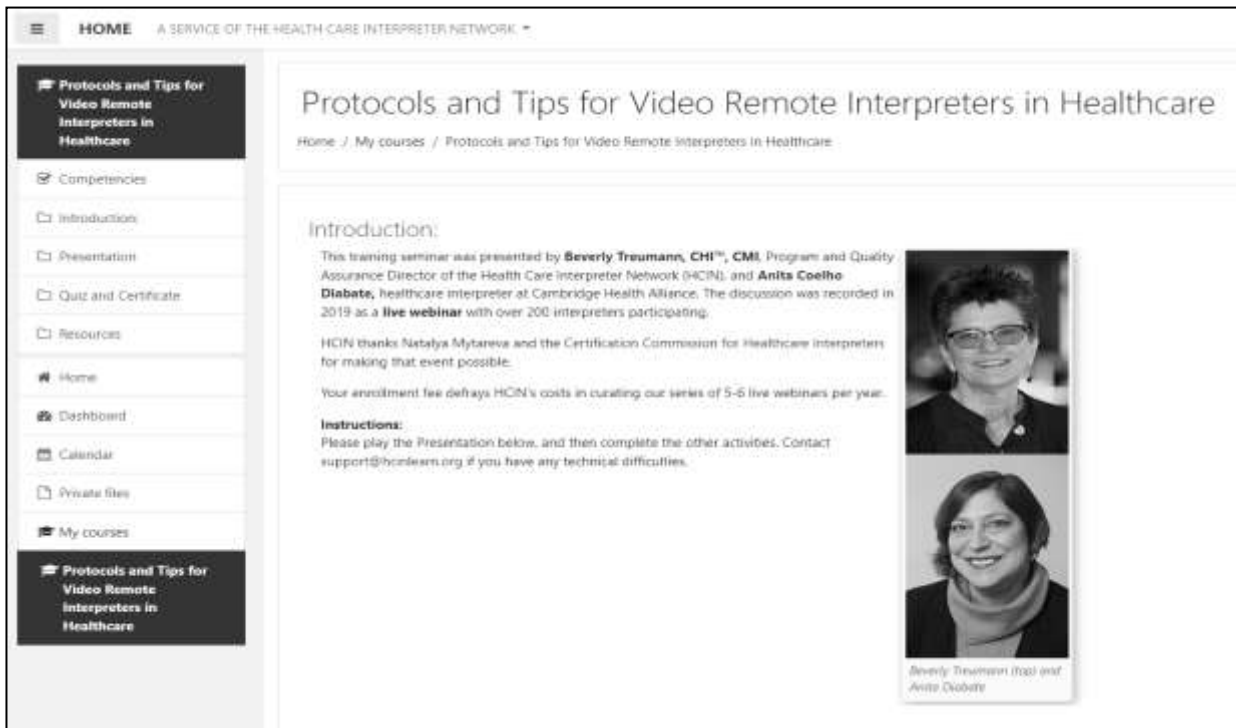 HOME A SERVICE OF THE HEALTH CARE INTERPRETER NETWORK
Protocols and Tips for
Video Remote
Interpreters in
Healthcare
Competencies
Introduction
Presentation
Quiz and Certificate
Resources
Home
Dashboard
Calendar
Private files
My courses
Protocols and Tips for
Video Remote
Interpreters in
Healthcare
Protocols and Tips for Video Remote Interpreters in Healthcare
Home / My courses / Protocols and Tips for Video Remote Interpreters in Healthcare
Introduction:
This training seminar was presented by Beverly Treumann, CHI™, CMI, Program and Quality
Assurance Director of the Health Care Interpreter Network (HCIN), and Anita Coelho
Diabate, healthcare interpreter at Cambridge Health Alliance. The discussion was recorded in
2019 as a live webinar with over 200 interpreters participating.
HCIN thanks Natalya Mytareva and the Certification Commission for Healthcare Interpreters
for making that event possible.
Your enrollment fee defrays HCIN's costs in curating our series of 5-6 live webinars per year.
Instructions:
Please play the Presentation below, and then complete the other activities. Contact
support@hcinlearn.org if you have any technical difficulties.
Beverly Treumann (top) and
Anita Diabate